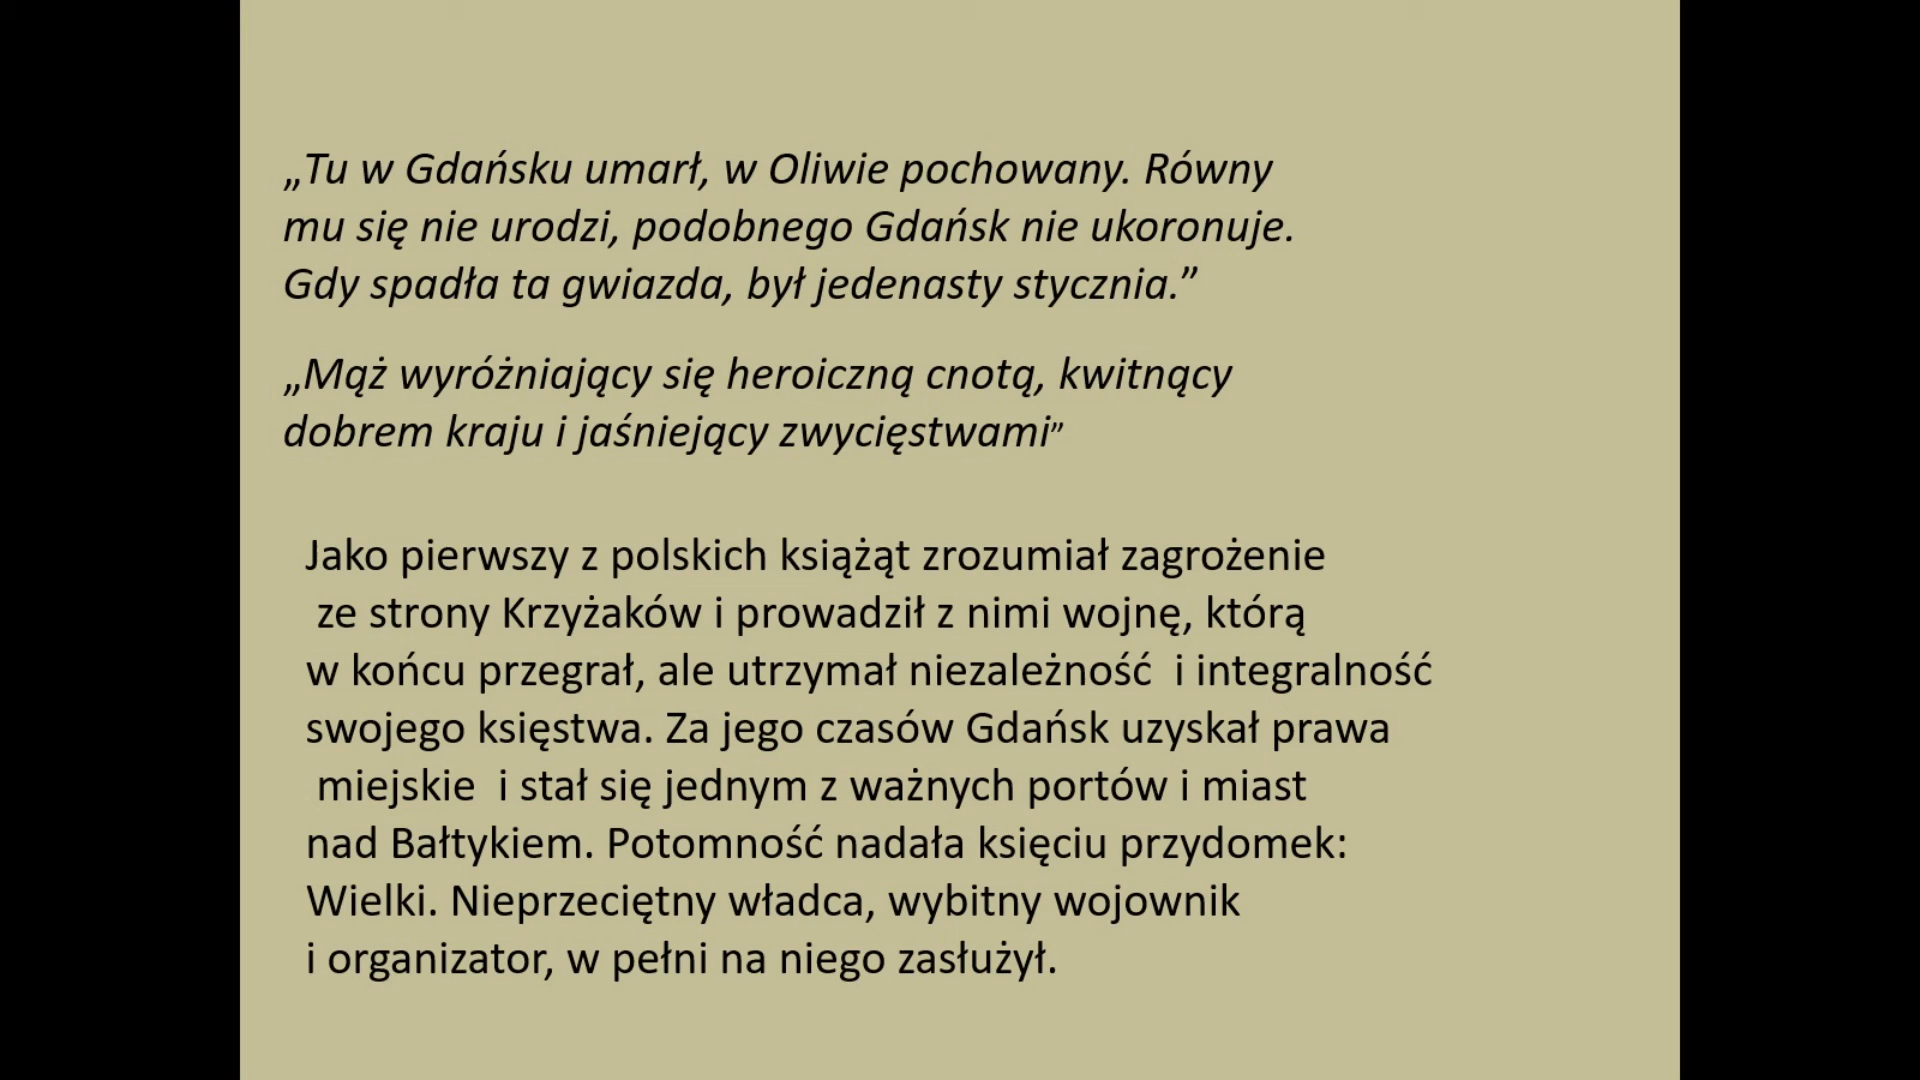 „Tu w Gdańsku umarł, w Oliwie pochowany. Równy
mu się nie urodzi, podobnego Gdańsk nie ukoronuje.
Gdy spadła ta gwiazda, był jedenasty stycznia.”
„Mąż wyróżniający się heroiczną cnotą, kwitnący
dobrem kraju i jaśniejący zwycięstwami”
Jako pierwszy z polskich książąt zrozumiał zagrożenie
ze strony Krzyżaków i prowadził z nimi wojnę, którą
w końcu przegrał, ale utrzymał niezależność i integralność
swojego księstwa. Za jego czasów Gdańsk uzyskał prawa
miejskie i stał się jednym z ważnych portów i miast
nad Bałtykiem. Potomność nadała księciu przydomek:
Wielki. Nieprzeciętny władca, wybitny wojownik
i organizator, w pełni na niego zasłużył.